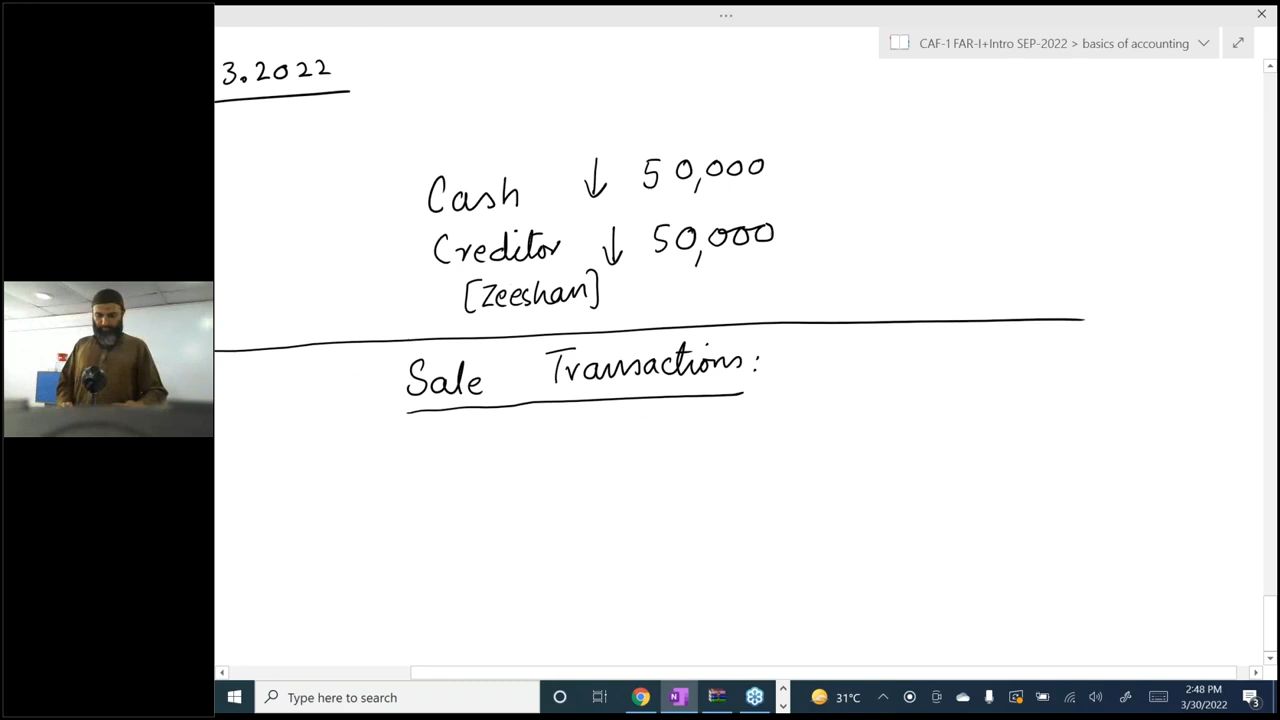 ...
CAF-1 FAR-I+Intro SEP-2022 > basics of accounting
3.2022
Cash ↓ 50,000
Creditor ↓ 50,000
[Zeeshan]
Sale Transactions:
Type here to search
31°C
2:48 PM
3/30/2022
3